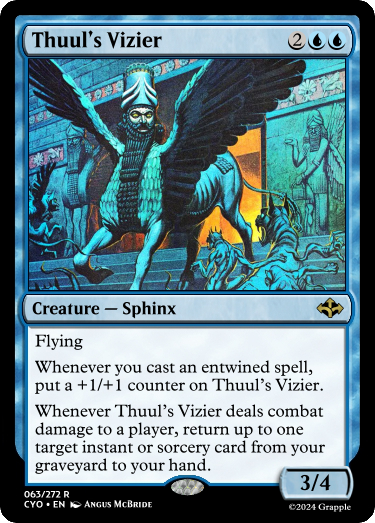 Thuul's Vizier 2
Creature — Sphinx
Flying
Whenever you cast an entwined spell,
put a +1/+1 counter on Thuul's Vizier.
Whenever Thuul's Vizier deals combat
damage to a player, return up to one
target instant or sorcery card from your
graveyard to your hand.
3/4
063/272 R
CYO • EN Angus McBride
©2024 Grapple